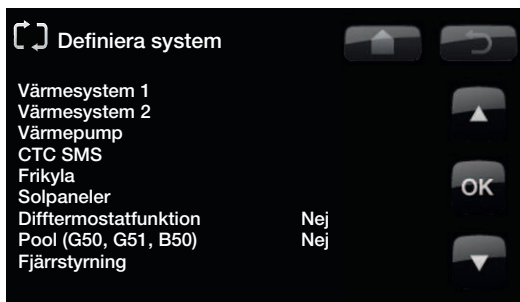 Definiera system
Värmesystem 1
Värmesystem 2
Värmepump
CTC SMS
Frikyla
Solpaneler
Difftermostatfunktion Nej
Pool (G50, G51, B50) Nej
Fjärrstyrning
OK